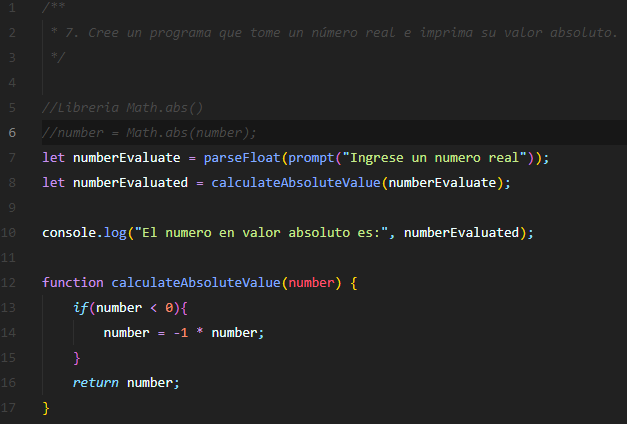 1 /**
2 * 7. Cree un programa que tome un número real e imprima su valor absoluto.
3 */
4
5 //Libreria Math.abs()
6 //number = Math.abs(number);
7 let numberEvaluate = parseFloat(prompt("Ingrese un numero real"));
8 let numberEvaluated = calculateAbsoluteValue(numberEvaluate);
9
10 console.log("El numero en valor absoluto es:", numberEvaluated);
11
12 function calculateAbsoluteValue(number) {
13 if(number < 0){
14 number = -1 * number;
15 }
16 return number;
17 }